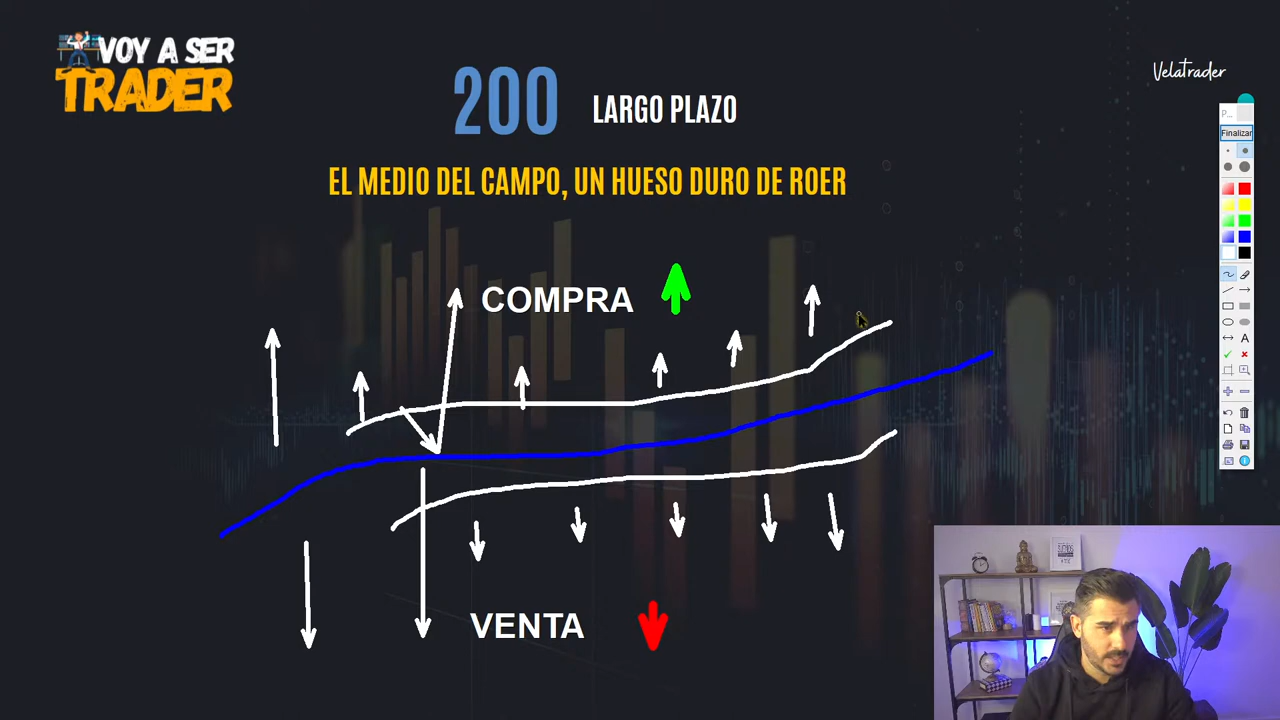 VOY A SER
TRADER
Velatrader
200 LARGO PLAZO
EL MEDIO DEL CAMPO, UN HUESO DURO DE ROER
COMPRA
VENTA
P...
Finalizar
A